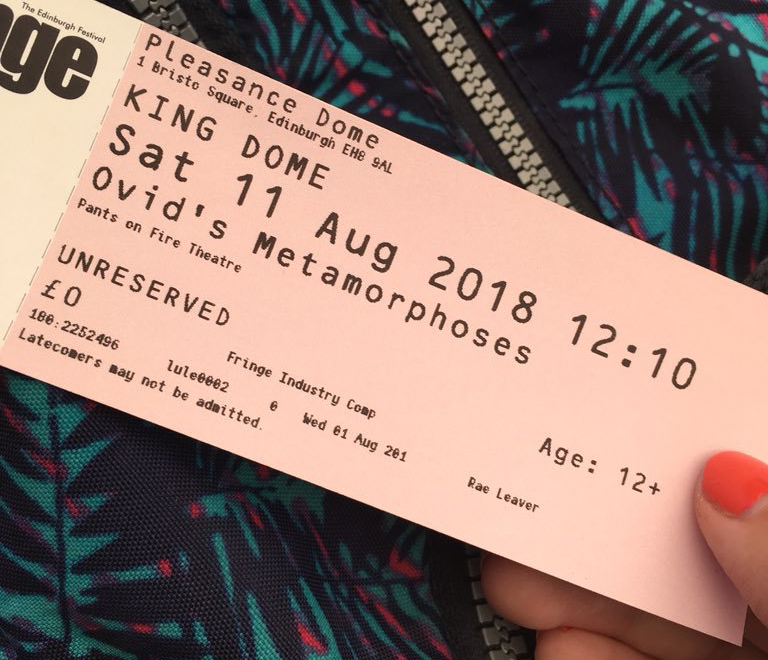 The Edinburgh Festival
nge
Pleasance Dome
1 Bristo Square, Edinburgh EH8 9AL
KING DOME
Sat 11 Aug 2018 12:10
Ovid's Metamorphoses
Pants on Fire Theatre
UNRESERVED
£0
Fringe Industry Comp
Age: 12+
180:2252496 lule0002 0 Wed 01 Aug 201
Latecomers may not be admitted.
Rae Leaver